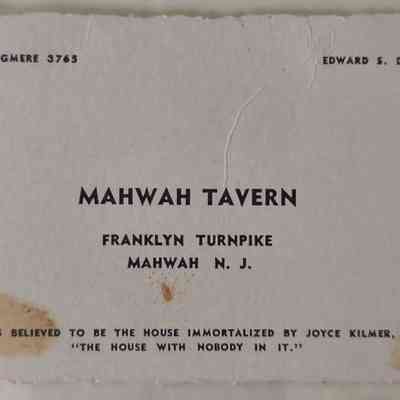 GMERE 3765
EDWARD S. D
MAHWAH TAVERN
FRANKLYN TURNPIKE
MAHWAH N. J.
S BELIEVED TO BE THE HOUSE IMMORTALIZED BY JOYCE KILMER,
"THE HOUSE WITH NOBODY IN IT."